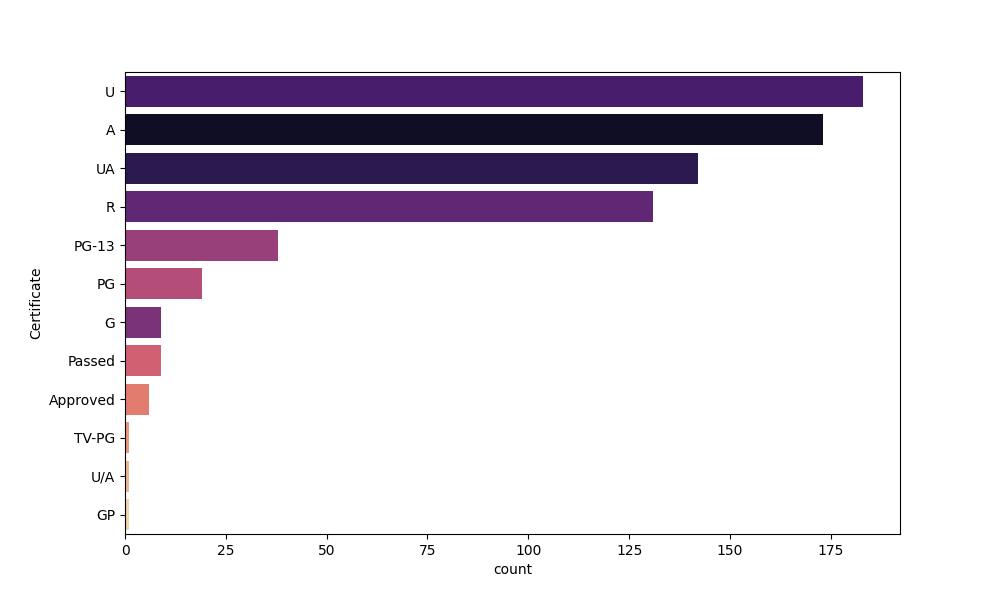 U
A
UA
R
PG-13
PG
G
Passed
Approved
TV-PG
U/A
GP
Certificate
0 25 50 75 100 125 150 175
count